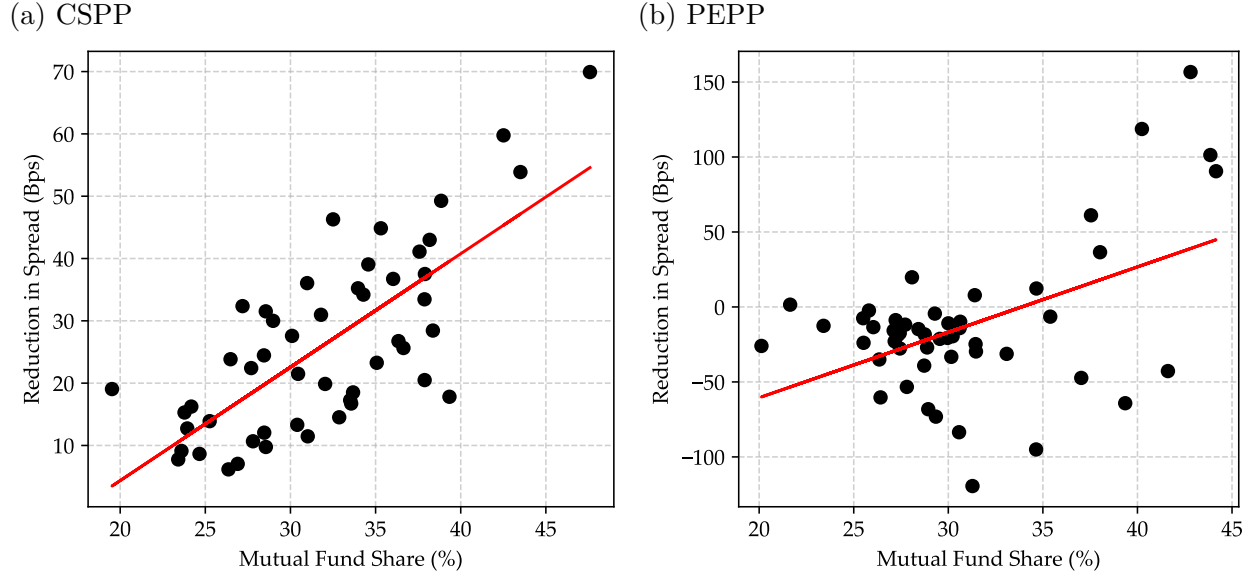 (a) CSPP
70
60
50
40
30
20
10
Reduction in Spread (Bps)
20 25 30 35 40 45
Mutual Fund Share (%)
(b) PEPP
150
100
50
0
−50
−100
Reduction in Spread (Bps)
20 25 30 35 40 45
Mutual Fund Share (%)